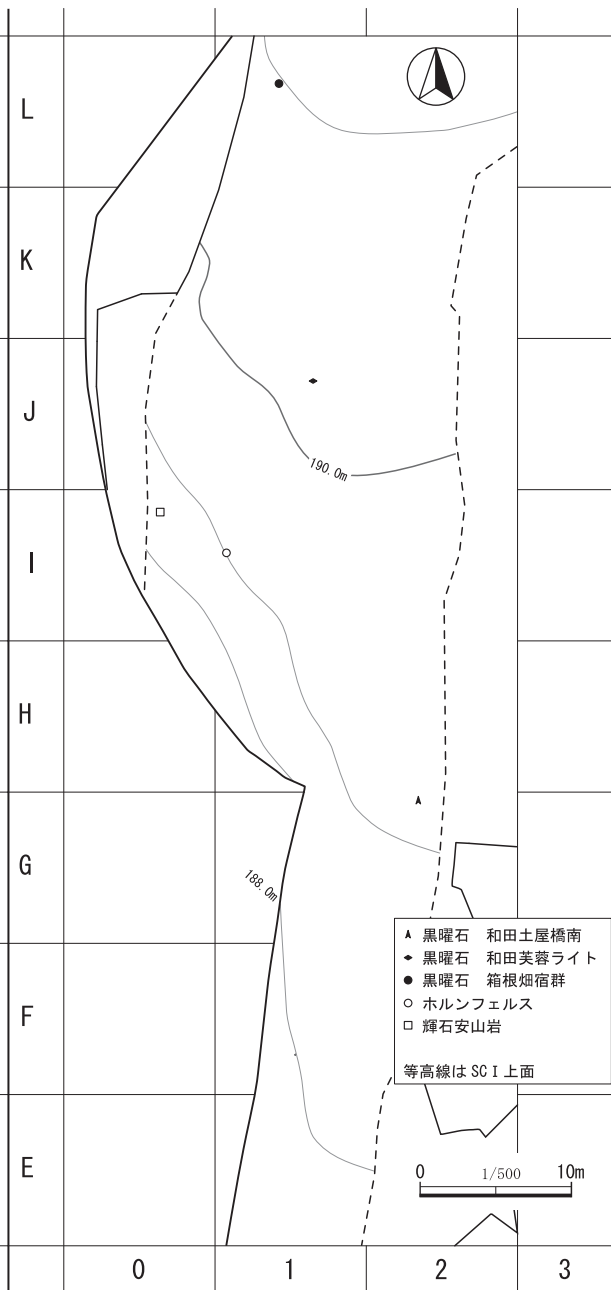 L
K
J
190.0m
I
H
G
188.0m
黒曜石　和田土屋橋南
黒曜石　和田芙蓉ライト
黒曜石　箱根畑宿群
ホルンフェルス
輝石安山岩
等高線は SCⅠ上面
F
E
0 1/500 10m
0 1 2 3